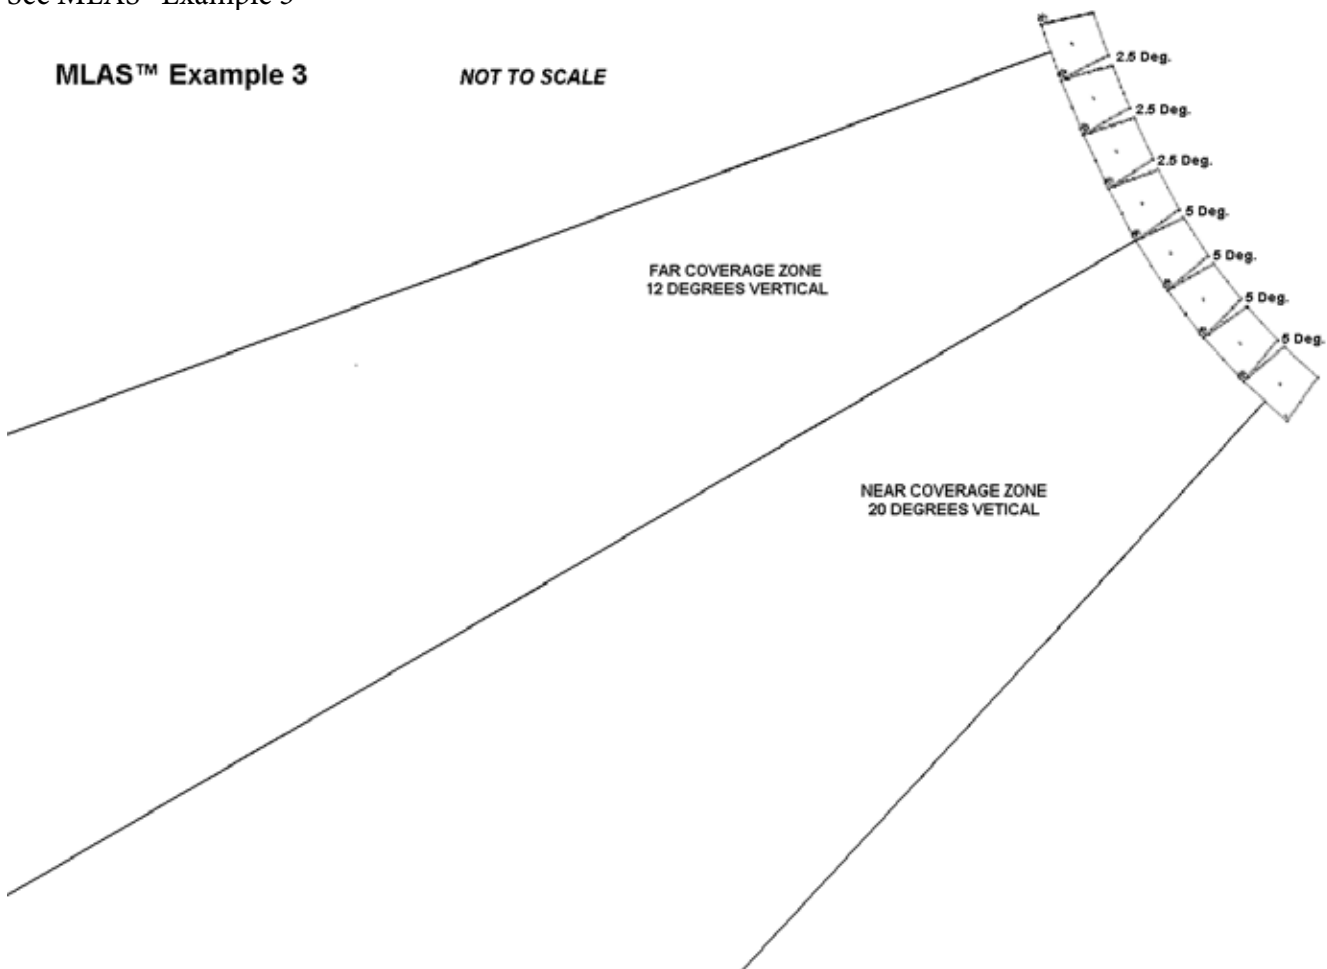 See MLAS™ Example 3
MLAS™ Example 3
NOT TO SCALE
2.5 Deg.
2.5 Deg.
2.5 Deg.
5 Deg.
5 Deg.
5 Deg.
5 Deg.
FAR COVERAGE ZONE
12 DEGREES VERTICAL
NEAR COVERAGE ZONE
20 DEGREES VETICAL